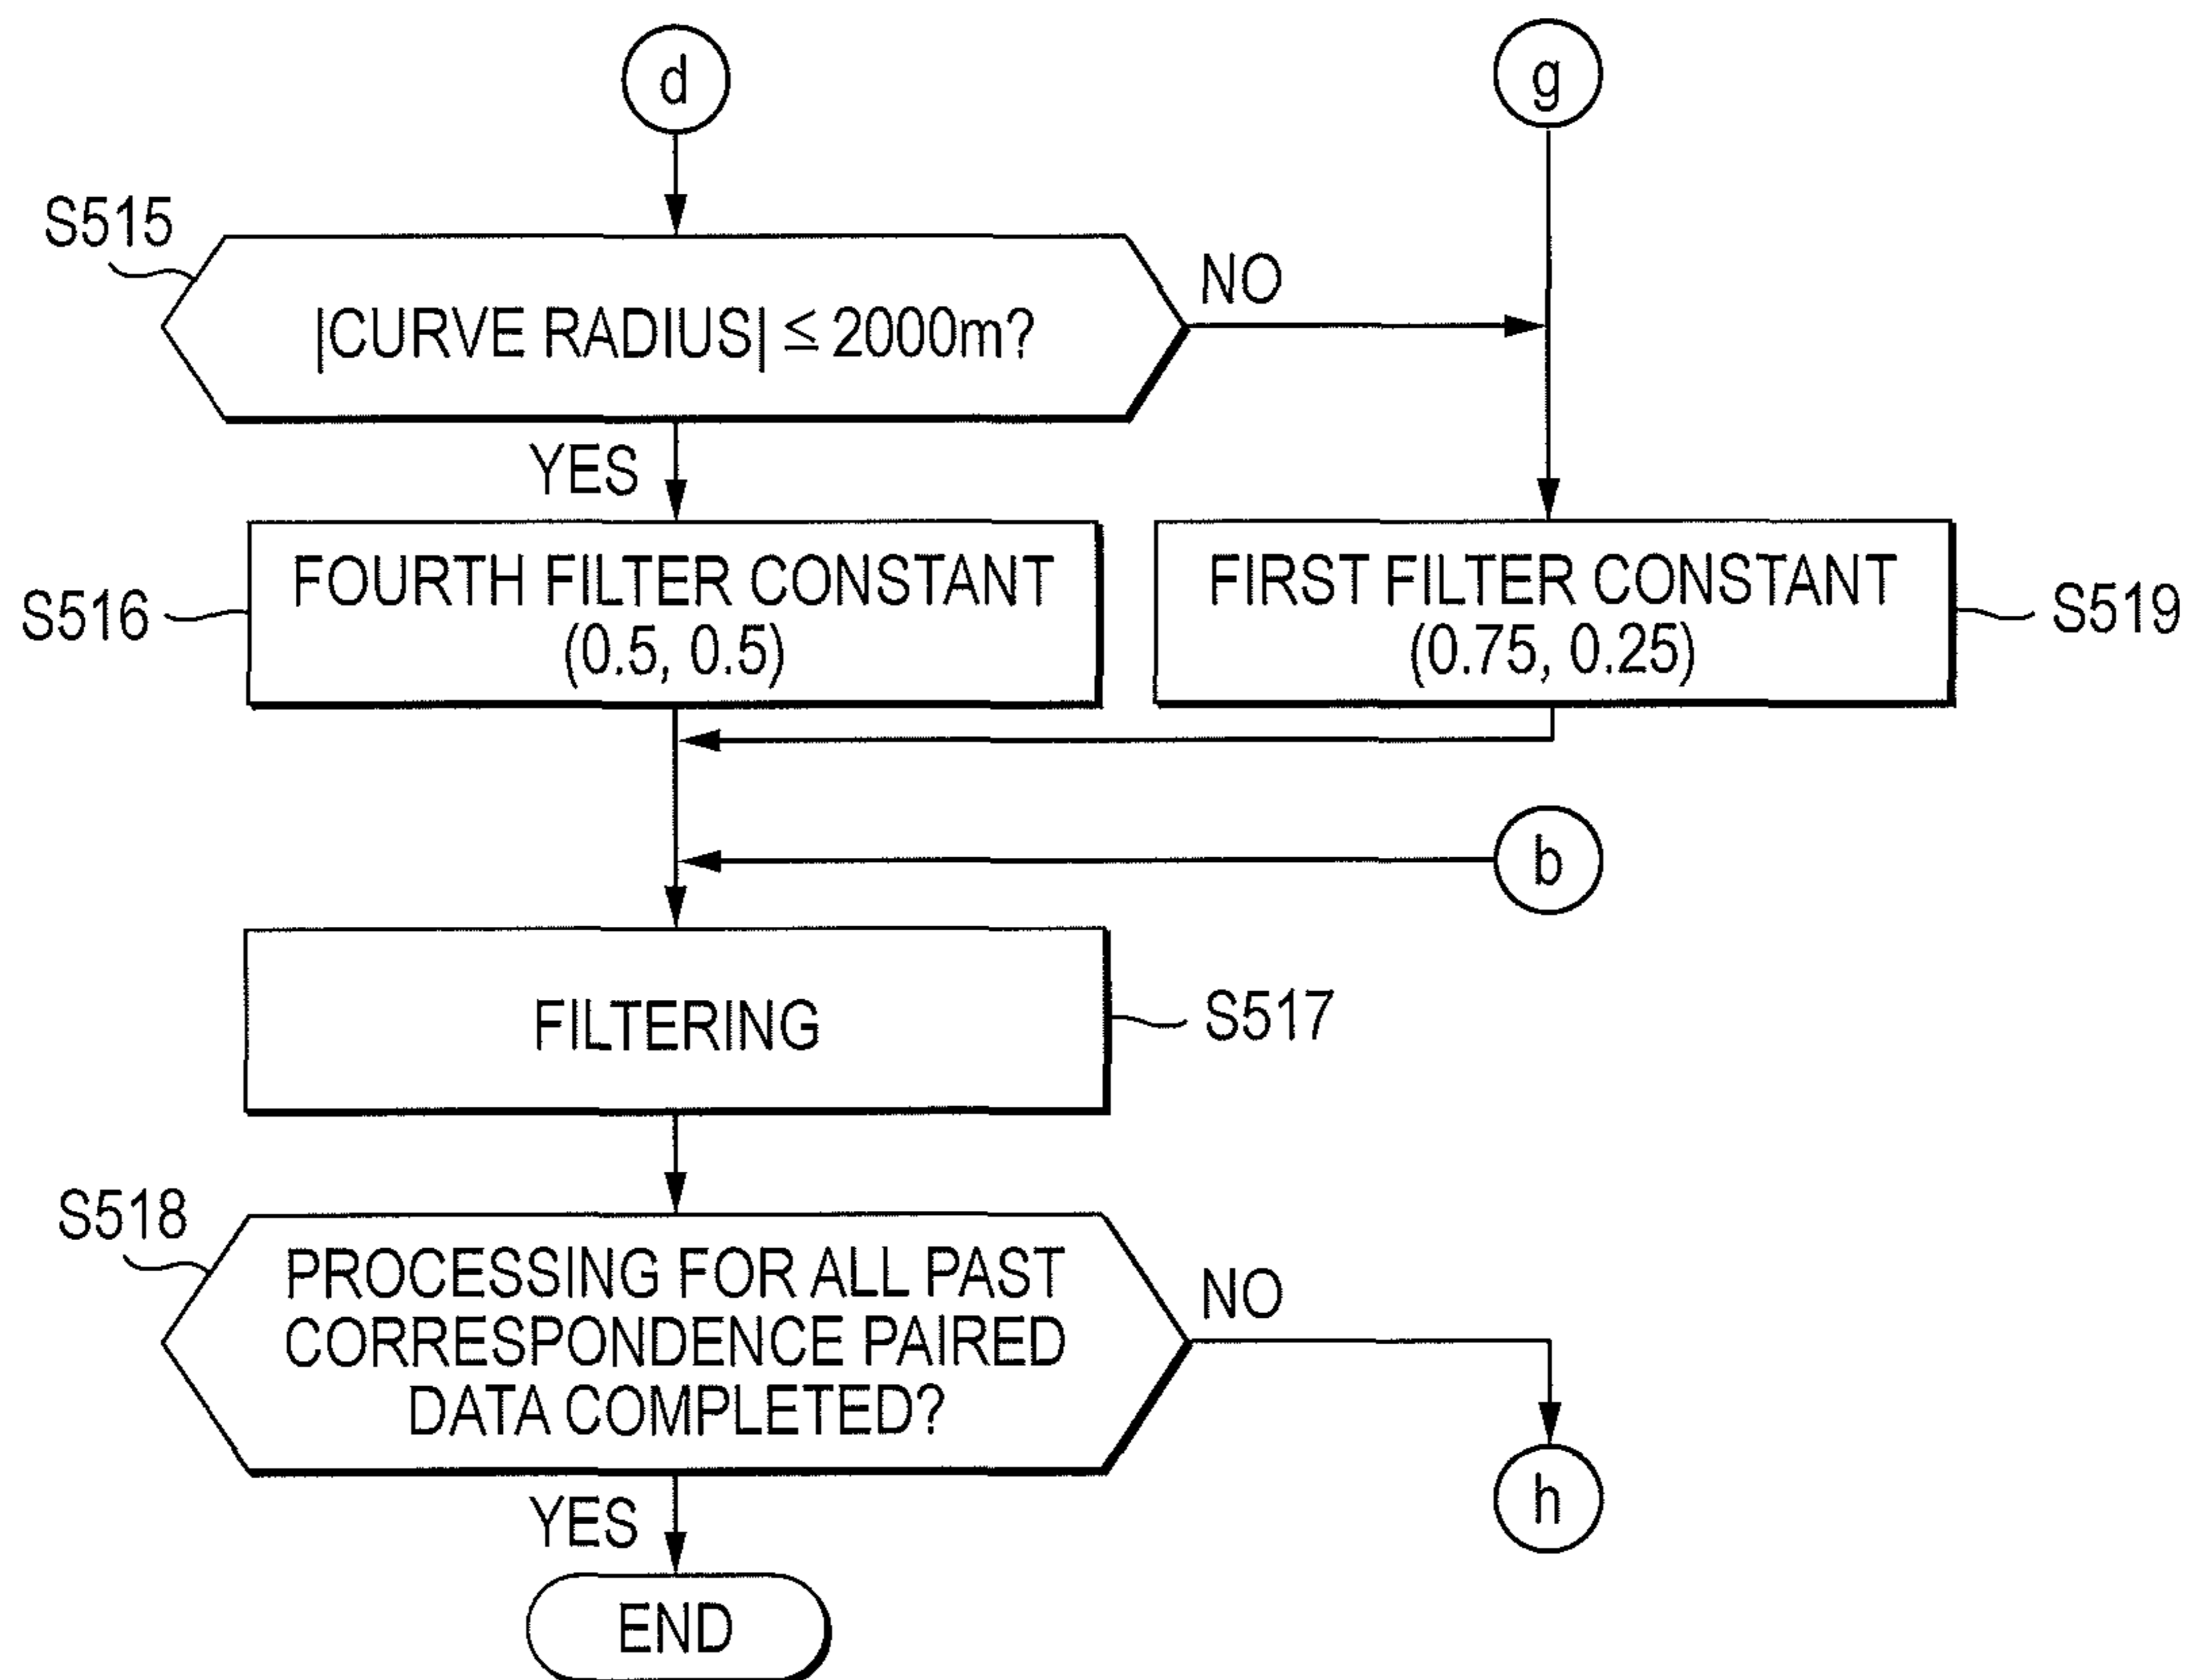 d
g
S515
|CURVE RADIUS| ≤ 2000m?
NO
YES
S516
FOURTH FILTER CONSTANT
(0.5, 0.5)
FIRST FILTER CONSTANT
(0.75, 0.25)
S519
b
FILTERING
S517
S518
PROCESSING FOR ALL PAST
CORRESPONDENCE PAIRED
DATA COMPLETED?
NO
YES
h
END